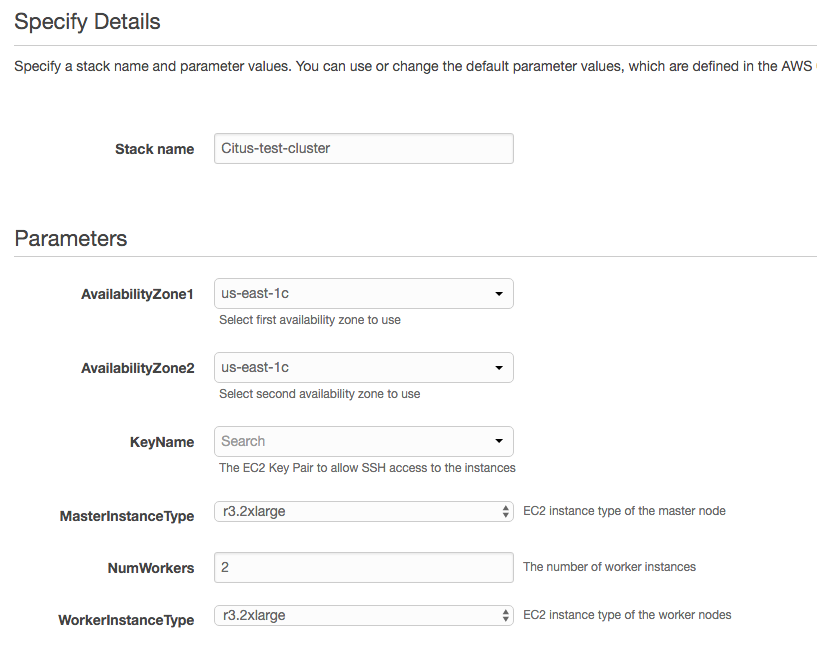 Specify Details
Specify a stack name and parameter values. You can use or change the default parameter values, which are defined in the AWS
Stack name Citus-test-cluster
Parameters
AvailabilityZone1 us-east-1c
Select first availability zone to use
AvailabilityZone2 us-east-1c
Select second availability zone to use
KeyName Search
The EC2 Key Pair to allow SSH access to the instances
MasterInstanceType r3.2xlarge EC2 instance type of the master node
NumWorkers 2 The number of worker instances
WorkerInstanceType r3.2xlarge EC2 instance type of the worker nodes